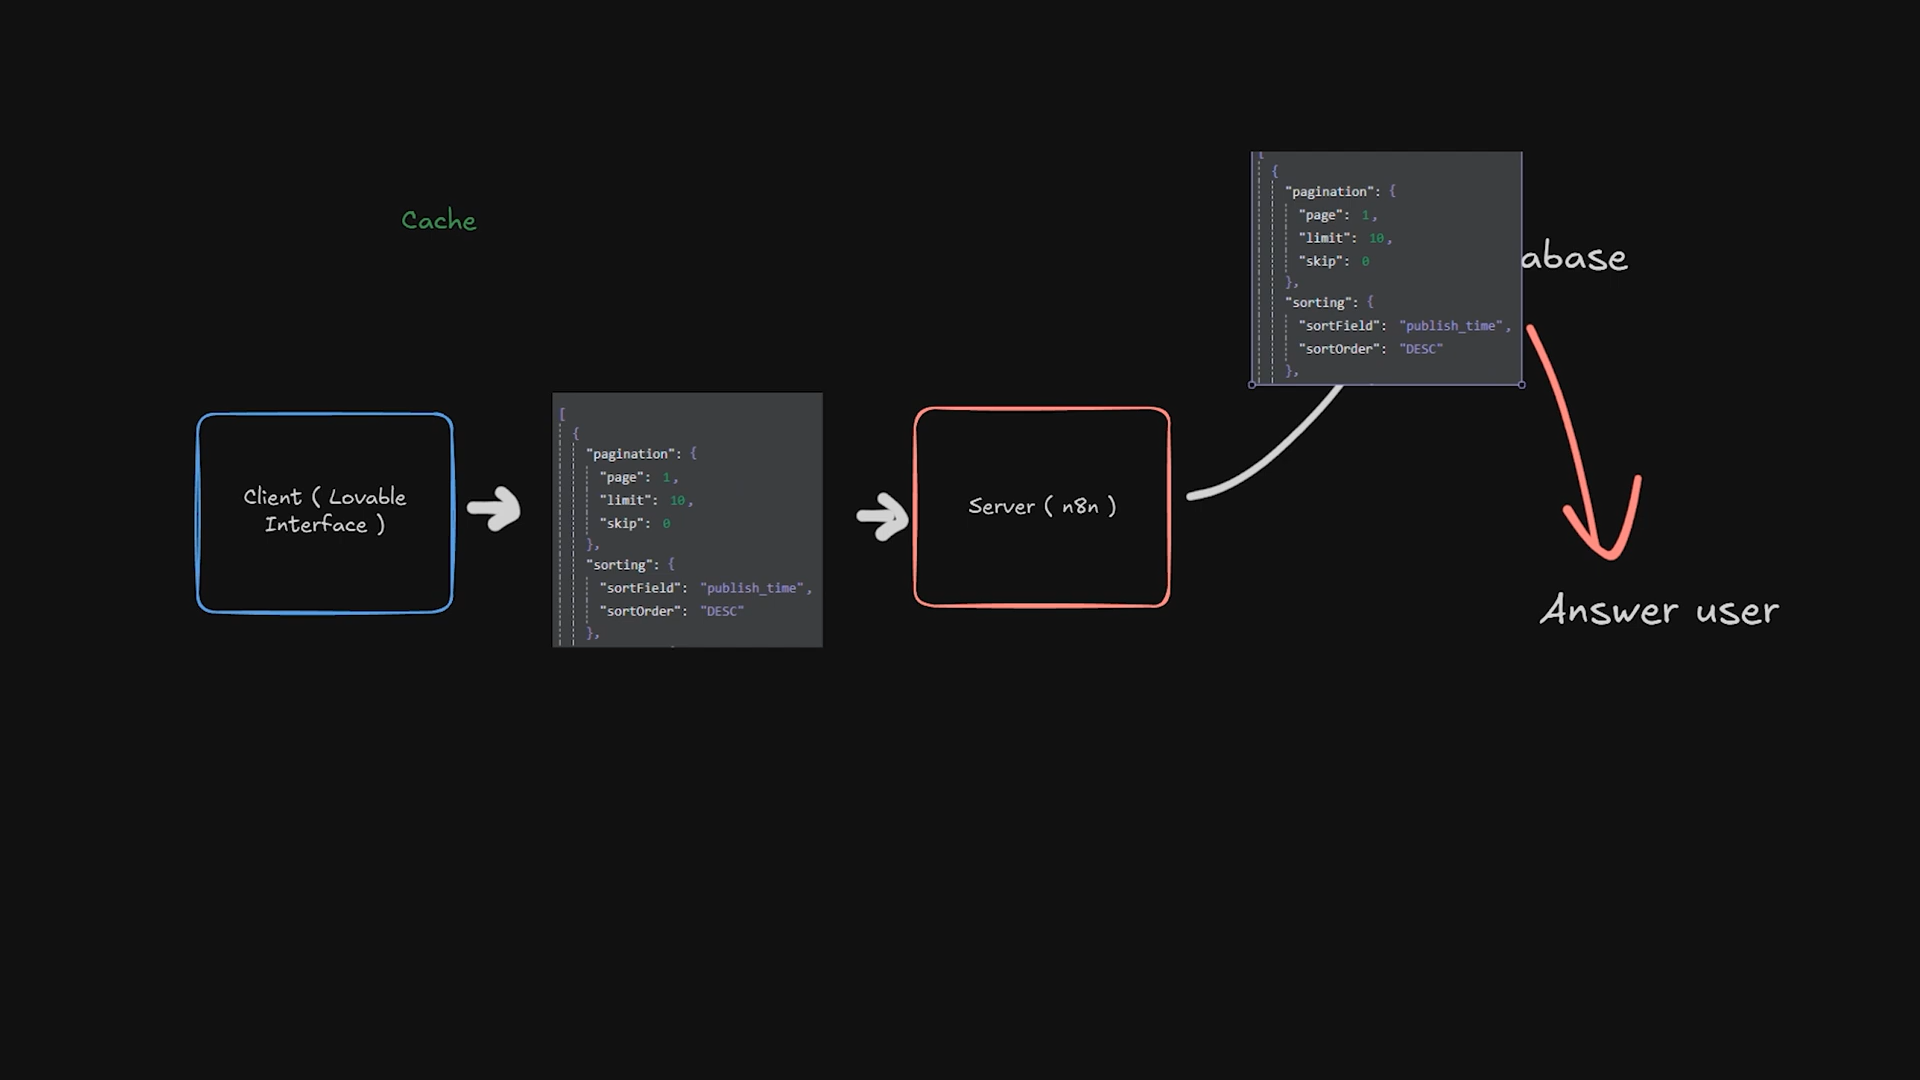 Cache
Client ( Lovable
Interface )
[
{
"pagination": {
"page": 1,
"limit": 10,
"skip": 0
},
"sorting": {
"sortField": "publish_time",
"sortOrder": "DESC"
},
Server ( n8n )
{
"pagination": {
"page": 1,
"limit": 10,
"skip": 0
},
"sorting": {
"sortField": "publish_time",
"sortOrder": "DESC"
},
abase
Answer user